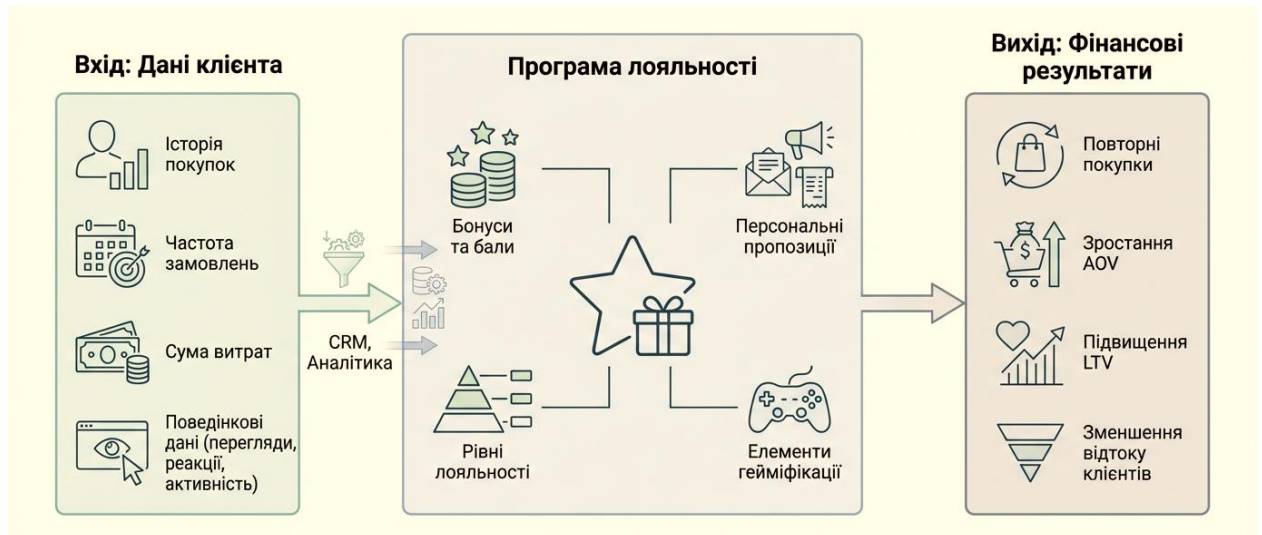 Вхід: Дані клієнта
Історія
покупок
Частота
замовлень
Сума витрат
Поведінкові
дані (перегляди,
реакції,
активність)
CRM,
Аналітика
Програма лояльності
Бонуси
та бали
Персональні
пропозиції
Рівні
лояльності
Елементи
гейміфікації
Вихід: Фінансові
результати
Повторні
покупки
$
Зростання
AOV
Підвищення
LTV
Зменшення
відтоку
клієнтів